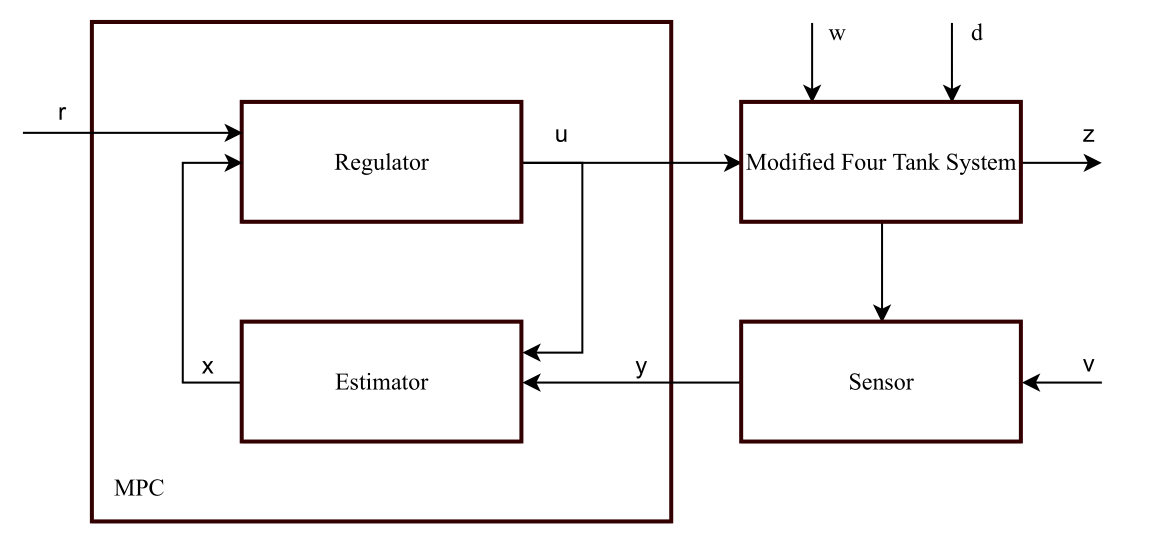 w
d
r
u
z
Regulator
Modified Four Tank System
x
y
v
Estimator
Sensor
MPC